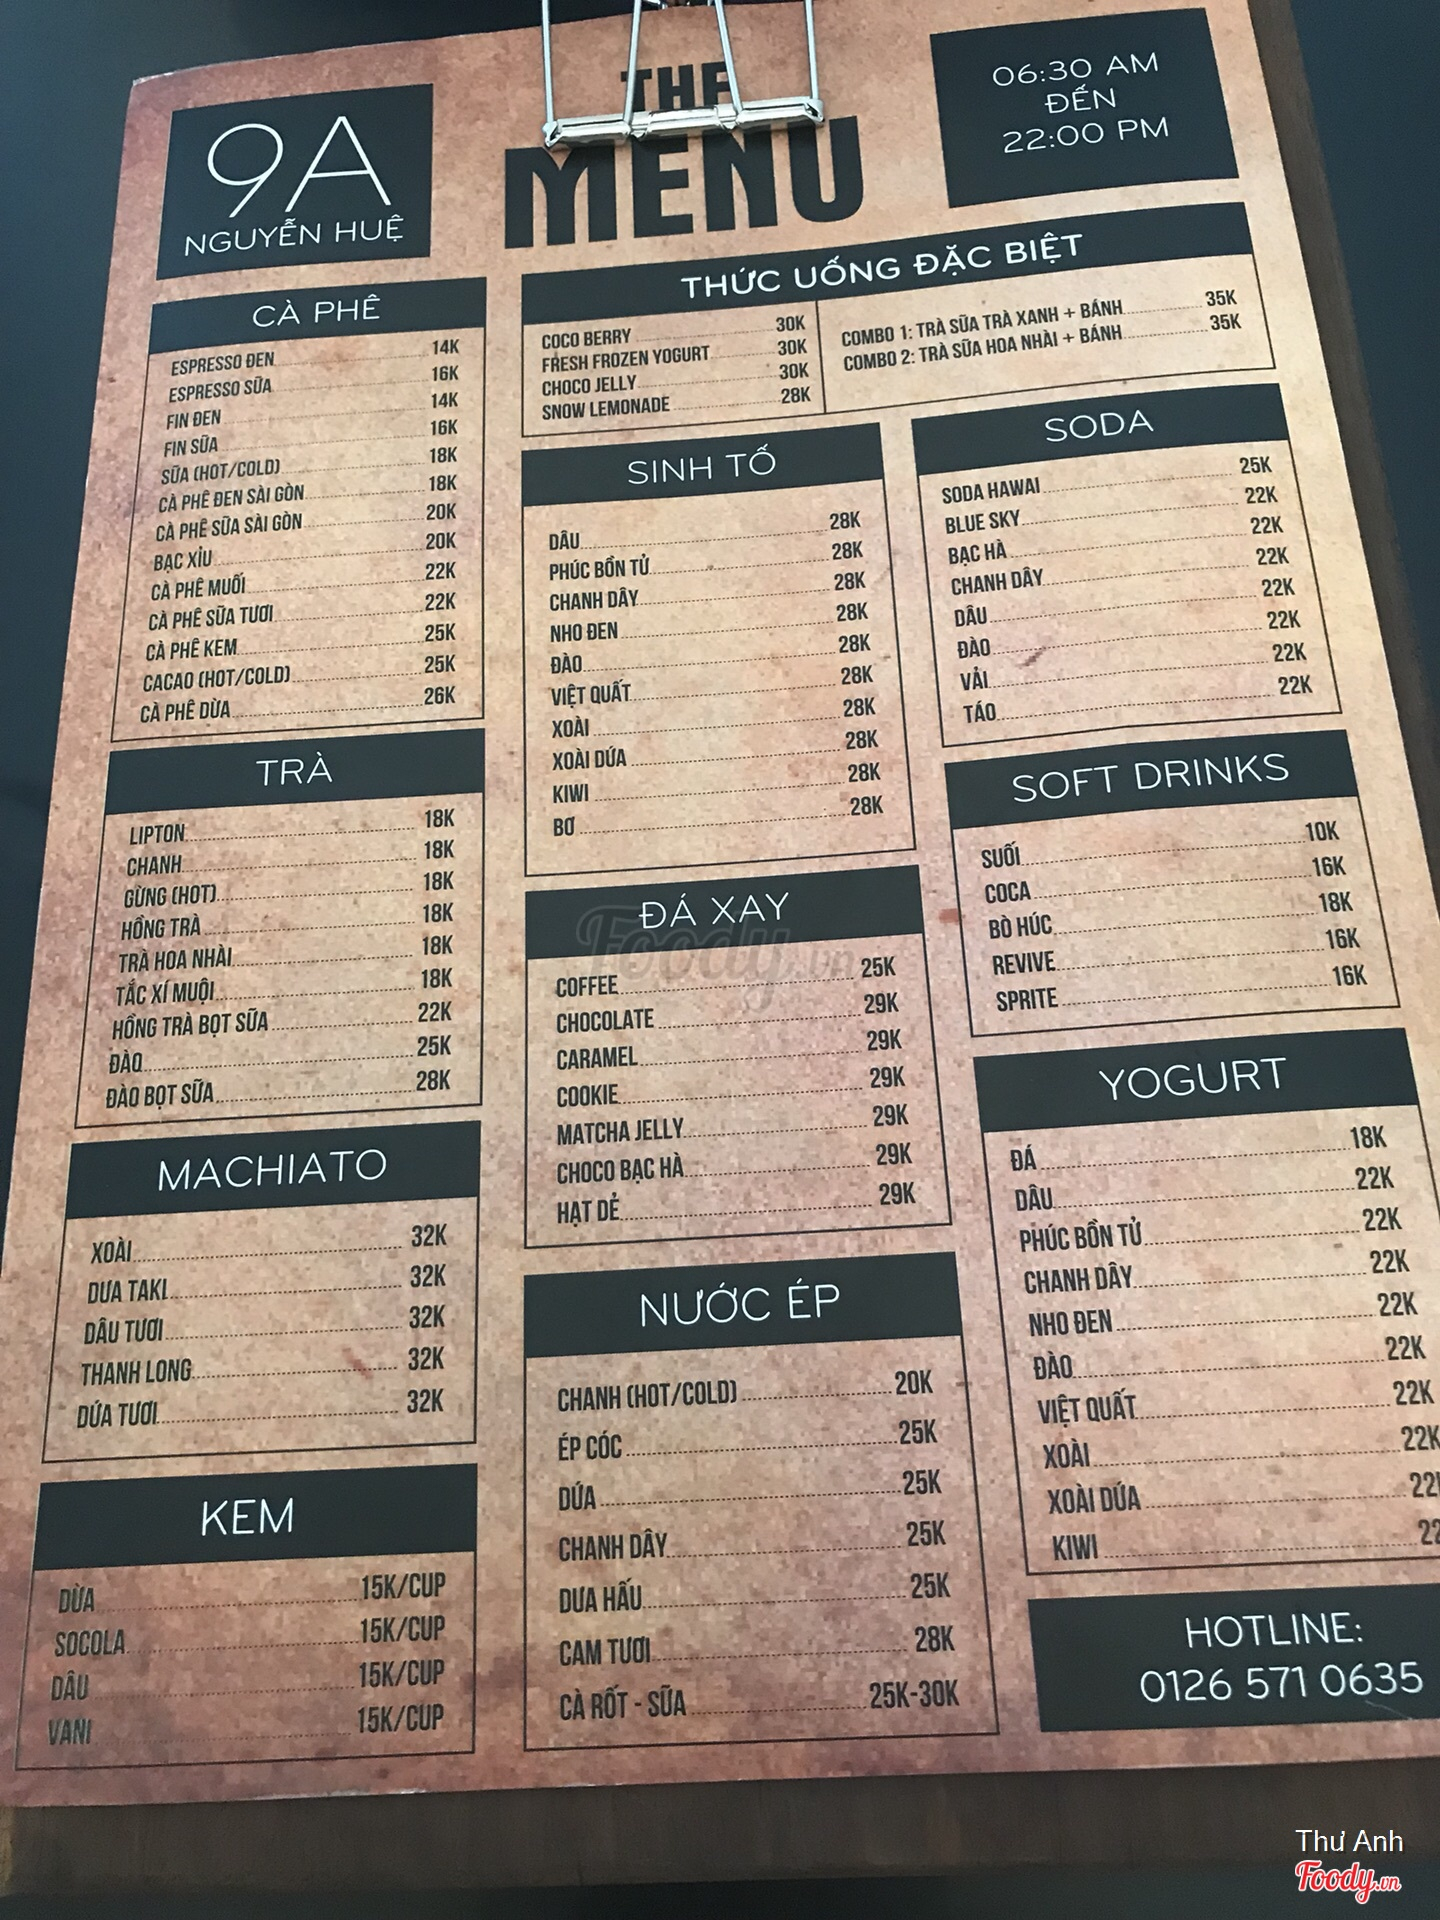 THE
MENU
9A
NGUYỄN HUỆ
06:30 AM
ĐẾN
22:00 PM
CÀ PHÊ
ESPRESSO ĐEN 14K
ESPRESSO SỮA 16K
FIN ĐEN 14K
FIN SỮA 16K
SỮA (HOT/COLD) 18K
CÀ PHÊ ĐEN SÀI GÒN 18K
CÀ PHÊ SỮA SÀI GÒN 20K
BẠC XỈU 20K
CÀ PHÊ MUỐI 22K
CÀ PHÊ SỮA TƯƠI 22K
CÀ PHÊ KEM 25K
CACAO (HOT/COLD) 25K
CÀ PHÊ DỪA 26K
TRÀ
LIPTON 18K
CHANH 18K
GỪNG (HOT) 18K
HỒNG TRÀ 18K
TRÀ HOA NHÀI 18K
TẮC XÍ MUỘI 18K
HỒNG TRÀ BỌT SỮA 22K
ĐÀO 25K
ĐÀO BỌT SỮA 28K
MACHIATO
XOÀI 32K
DƯA TAKI 32K
DÂU TƯƠI 32K
THANH LONG 32K
DỨA TƯƠI 32K
KEM
DỪA 15K/CUP
SOCOLA 15K/CUP
DÂU 15K/CUP
VANI 15K/CUP
THỨC UỐNG ĐẶC BIỆT
COCO BERRY 30K
FRESH FROZEN YOGURT 30K
CHOCO JELLY 30K
SNOW LEMONADE 28K
COMBO 1: TRÀ SỮA TRÀ XANH + BÁNH 35K
COMBO 2: TRÀ SỮA HOA NHÀI + BÁNH 35K
SINH TỐ
DÂU 28K
PHÚC BỒN TỬ 28K
CHANH DÂY 28K
NHO ĐEN 28K
ĐÀO 28K
VIỆT QUẤT 28K
XOÀI 28K
XOÀI DỨA 28K
KIWI 28K
BƠ 28K
ĐÁ XAY
COFFEE 25K
CHOCOLATE 29K
CARAMEL 29K
COOKIE 29K
MATCHA JELLY 29K
CHOCO BẠC HÀ 29K
HẠT DẺ 29K
NƯỚC ÉP
CHANH (HOT/COLD) 20K
ÉP CÓC 25K
DỨA 25K
CHANH DÂY 25K
DƯA HẤU 25K
CAM TƯƠI 28K
CÀ RỐT - SỮA 25K-30K
SODA
SODA HAWAI 25K
BLUE SKY 22K
BẠC HÀ 22K
CHANH DÂY 22K
DÂU 22K
ĐÀO 22K
VẢI 22K
TÁO 22K
SOFT DRINKS
SUỐI 10K
COCA 16K
BÒ HÚC 18K
REVIVE 16K
SPRITE 16K
YOGURT
ĐÁ 18K
DÂU 22K
PHÚC BỒN TỬ 22K
CHANH DÂY 22K
NHO ĐEN 22K
ĐÀO 22K
VIỆT QUẤT 22K
XOÀI 22K
XOÀI DỨA 22
KIWI 22
HOTLINE:
0126 571 0635
Foody.vn
Thư Anh
Foody.vn